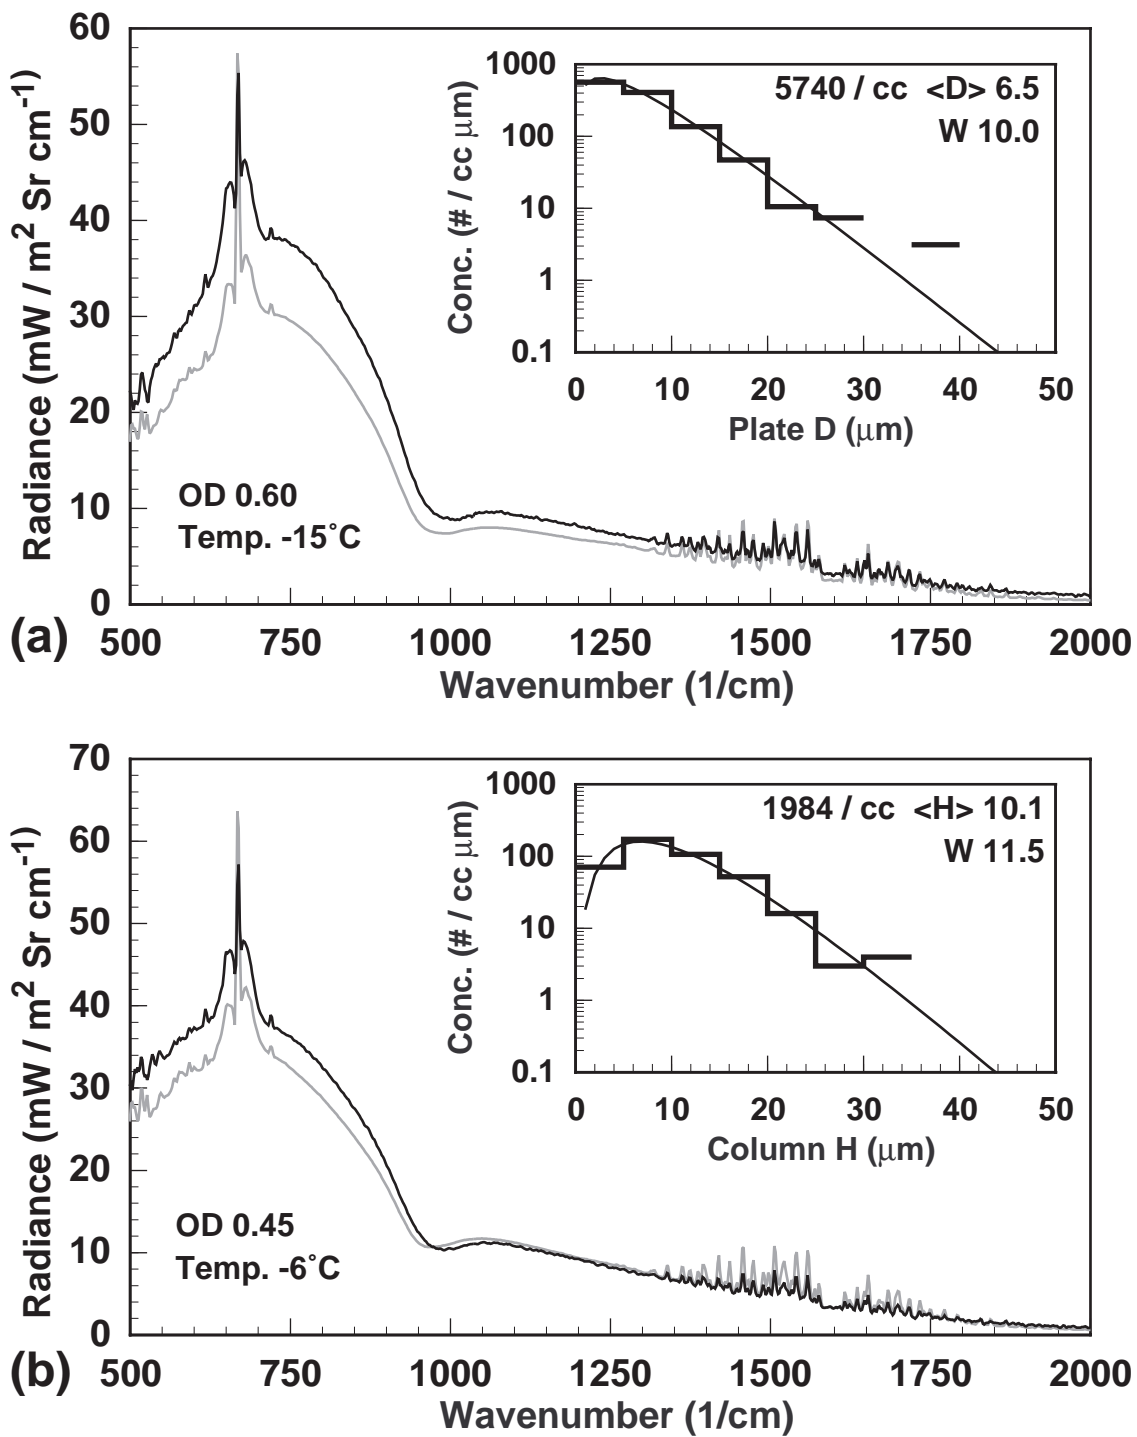 60
50
40
30
20
10
0
Radiance (mW / m² Sr cm⁻¹)
1000
100
10
1
0.1
Conc. (# / cc μm)
5740 / cc <D> 6.5
W 10.0
0 10 20 30 40 50
Plate D (μm)
OD 0.60
Temp. -15˚C
(a)
500 750 1000 1250 1500 1750 2000
Wavenumber (1/cm)
70
60
50
40
30
20
10
0
Radiance (mW / m² Sr cm⁻¹)
1000
100
10
1
0.1
Conc. (# / cc μm)
1984 / cc <H> 10.1
W 11.5
0 10 20 30 40 50
Column H (μm)
OD 0.45
Temp. -6˚C
(b)
500 750 1000 1250 1500 1750 2000
Wavenumber (1/cm)